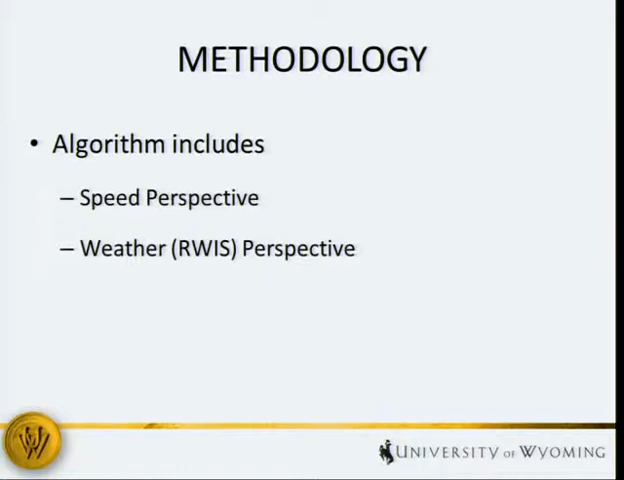 METHODOLOGY
• Algorithm includes
– Speed Perspective
– Weather (RWIS) Perspective
UNIVERSITY OF WYOMING